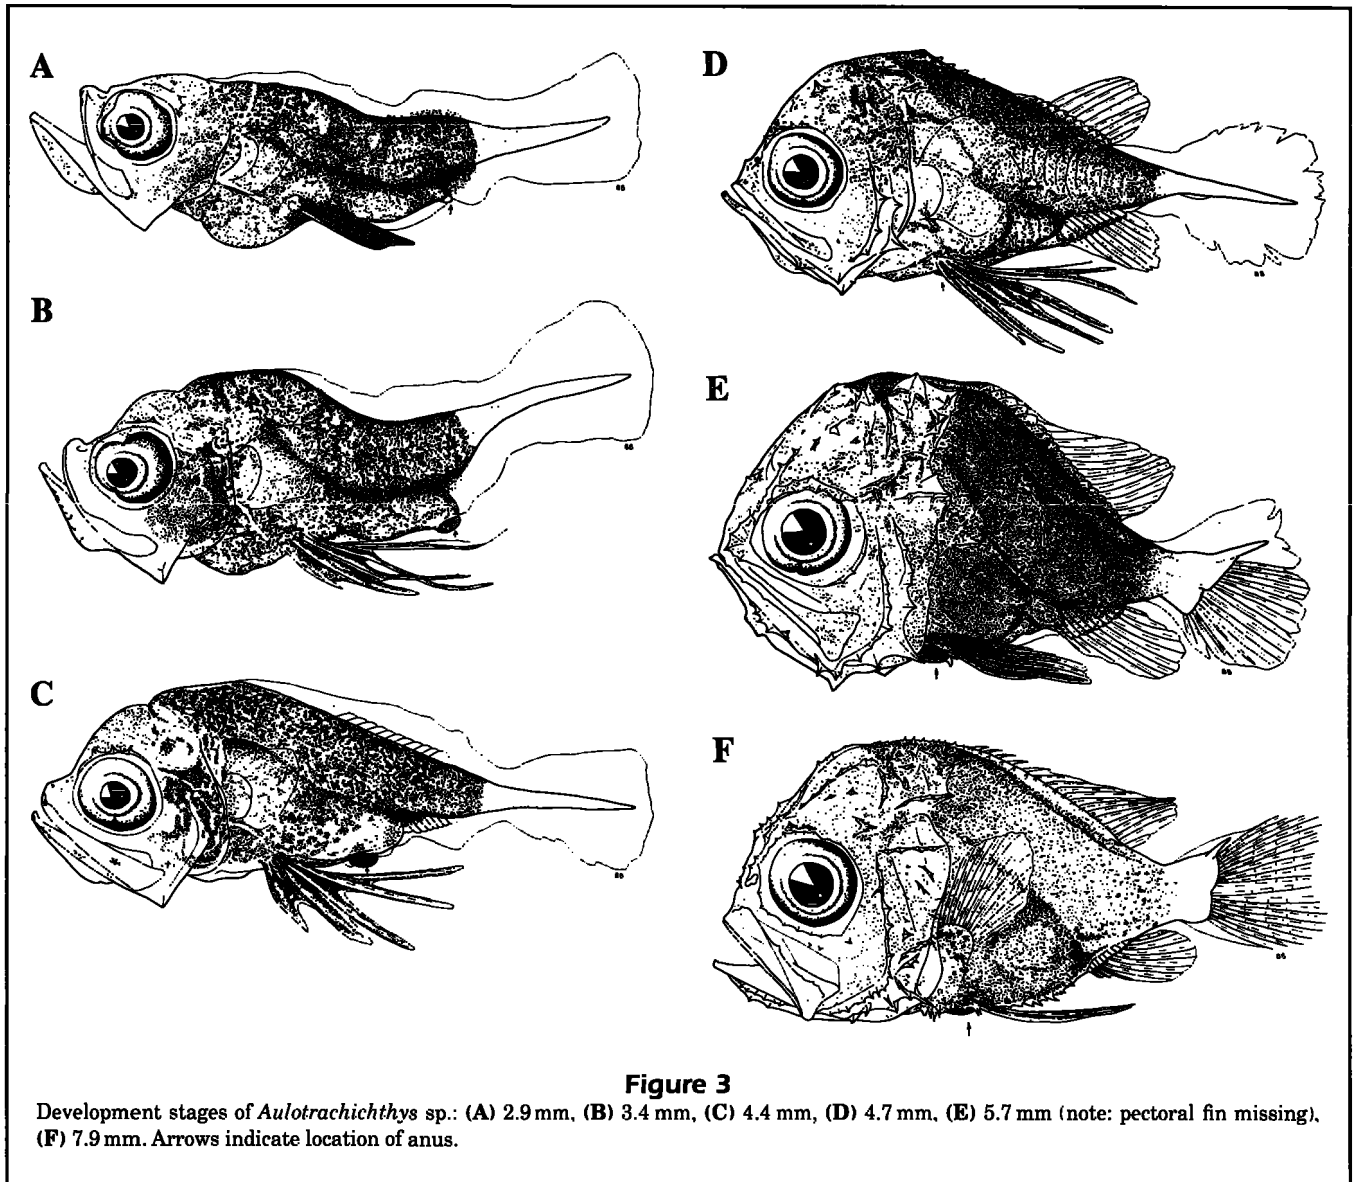 A
B
C
D
E
F
Figure 3
Development stages of Aulotrachichthys sp.: (A) 2.9 mm, (B) 3.4 mm, (C) 4.4 mm, (D) 4.7 mm, (E) 5.7 mm (note: pectoral fin missing),
(F) 7.9 mm. Arrows indicate location of anus.